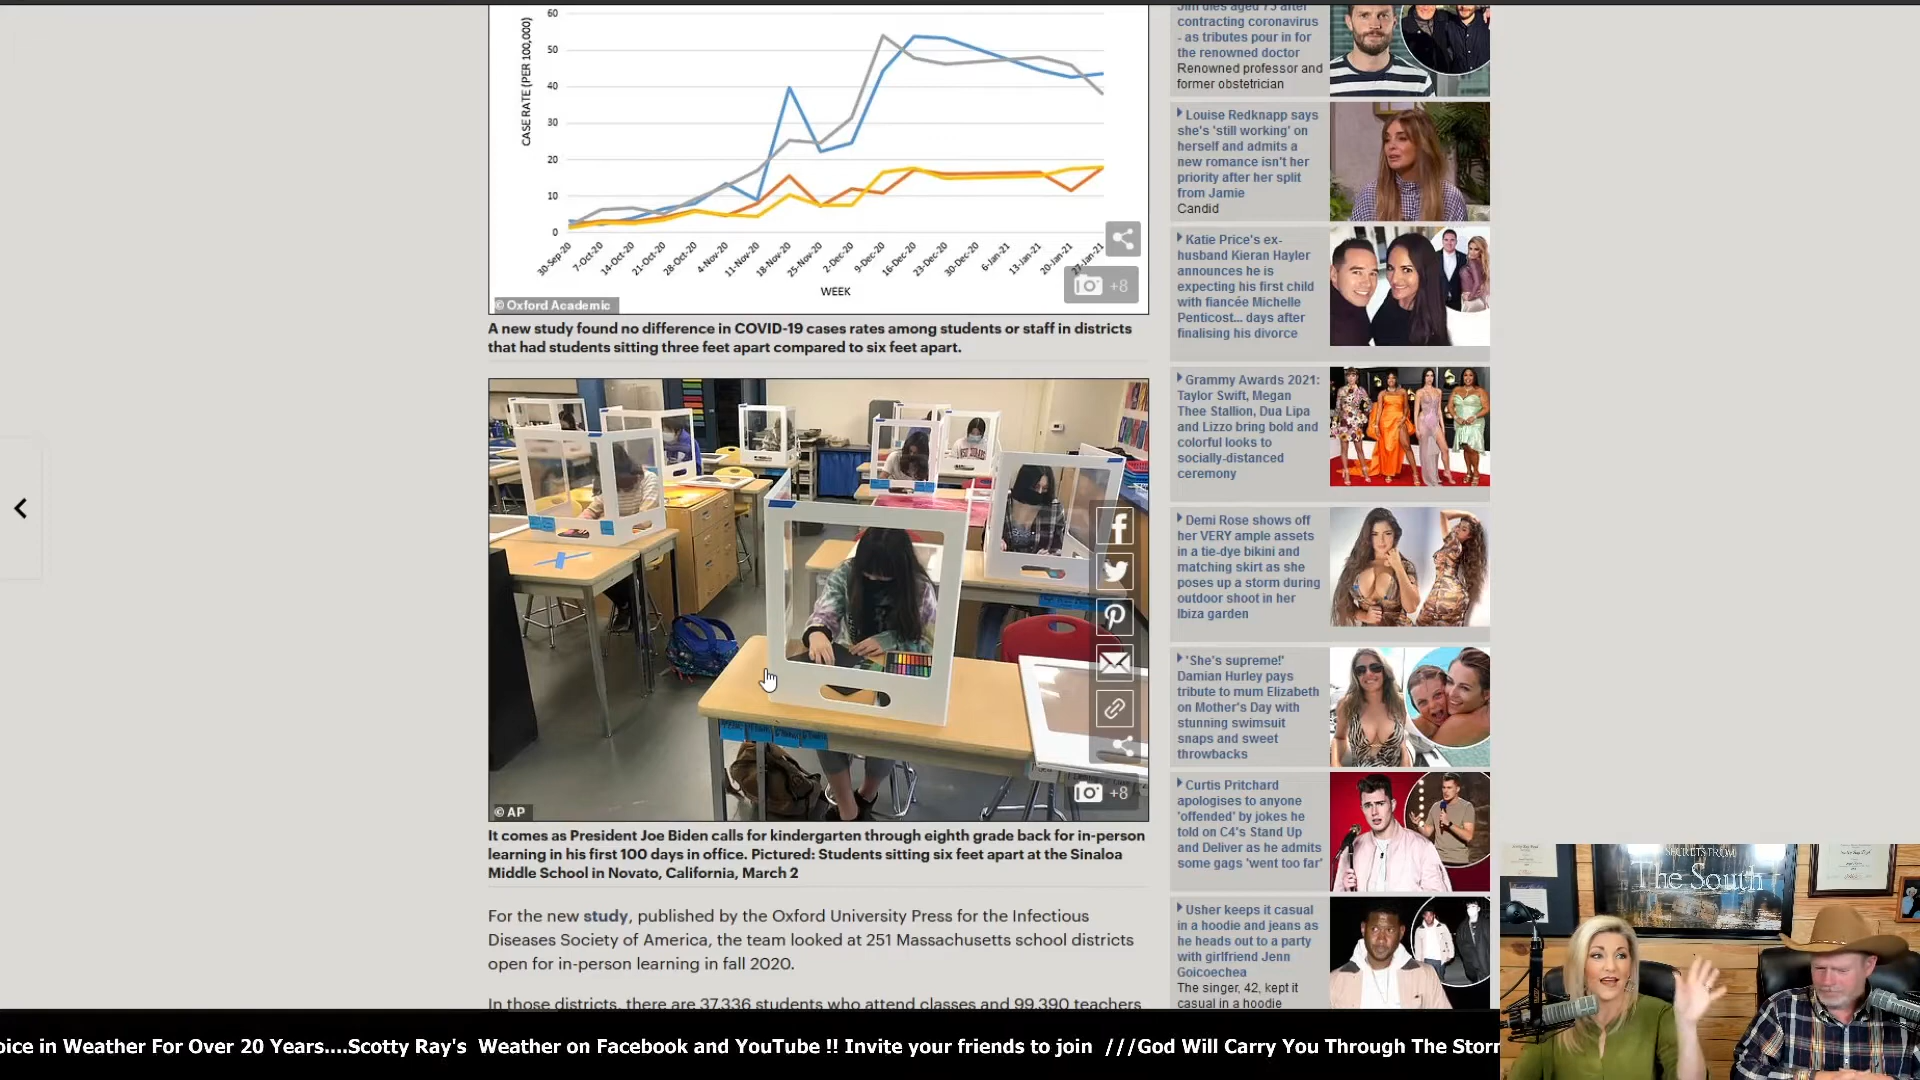 60
50
40
30
20
10
0
CASE RATE (PER 100,000)
30-Sep-20
7-Oct-20
14-Oct-20
21-Oct-20
28-Oct-20
4-Nov-20
11-Nov-20
18-Nov-20
25-Nov-20
2-Dec-20
9-Dec-20
16-Dec-20
23-Dec-20
30-Dec-20
6-Jan-21
13-Jan-21
20-Jan-21
27-Jan-21
WEEK
+8
© Oxford Academic
A new study found no difference in COVID-19 cases rates among students or staff in districts
that had students sitting three feet apart compared to six feet apart.
+8
© AP
It comes as President Joe Biden calls for kindergarten through eighth grade back for in-person
learning in his first 100 days in office. Pictured: Students sitting six feet apart at the Sinaloa
Middle School in Novato, California, March 2
For the new study, published by the Oxford University Press for the Infectious
Diseases Society of America, the team looked at 251 Massachusetts school districts
open for in-person learning in fall 2020.
In those districts, there are 37,336 students who attend classes and 99,390 teachers
Jim dies aged 75 after
contracting coronavirus
- as tributes pour in for
the renowned doctor
Renowned professor and
former obstetrician
Louise Redknapp says
she's 'still working' on
herself and admits a
new romance isn't her
priority after her split
from Jamie
Candid
Katie Price's ex-
husband Kieran Hayler
announces he is
expecting his first child
with fiancée Michelle
Penticost... days after
finalising his divorce
Grammy Awards 2021:
Taylor Swift, Megan
Thee Stallion, Dua Lipa
and Lizzo bring bold and
colorful looks to
socially-distanced
ceremony
Demi Rose shows off
her VERY ample assets
in a tie-dye bikini and
matching skirt as she
poses up a storm during
outdoor shoot in her
Ibiza garden
'She's supreme!'
Damian Hurley pays
tribute to mum Elizabeth
on Mother's Day with
stunning swimsuit
snaps and sweet
throwbacks
Curtis Pritchard
apologises to anyone
'offended' by jokes he
told on C4's Stand Up
and Deliver as he admits
some gags 'went too far'
Usher keeps it casual
in a hoodie and jeans as
he heads out to a party
with girlfriend Jenn
Goicoechea
The singer, 42, kept it
casual in a hoodie
SECRETS FROM
The South
oice in Weather For Over 20 Years....Scotty Ray's Weather on Facebook and YouTube !! Invite your friends to join ///God Will Carry You Through The Storm